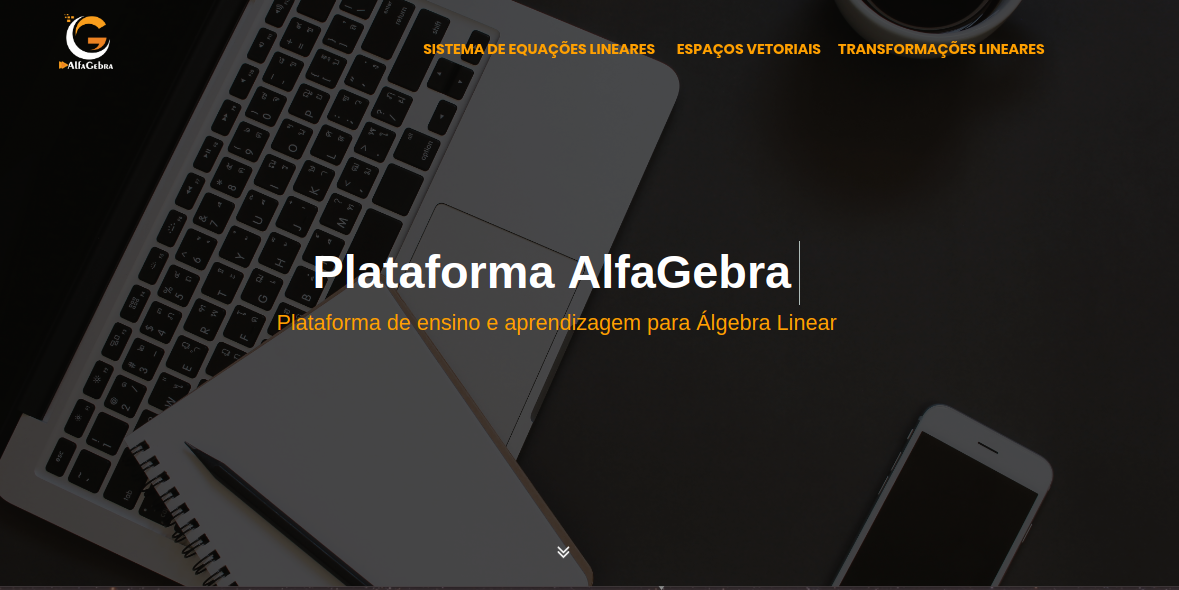 AlfaGebra
SISTEMA DE EQUAÇÕES LINEARES ESPAÇOS VETORIAIS TRANSFORMAÇÕES LINEARES
Plataforma AlfaGebra
Plataforma de ensino e aprendizagem para Álgebra Linear